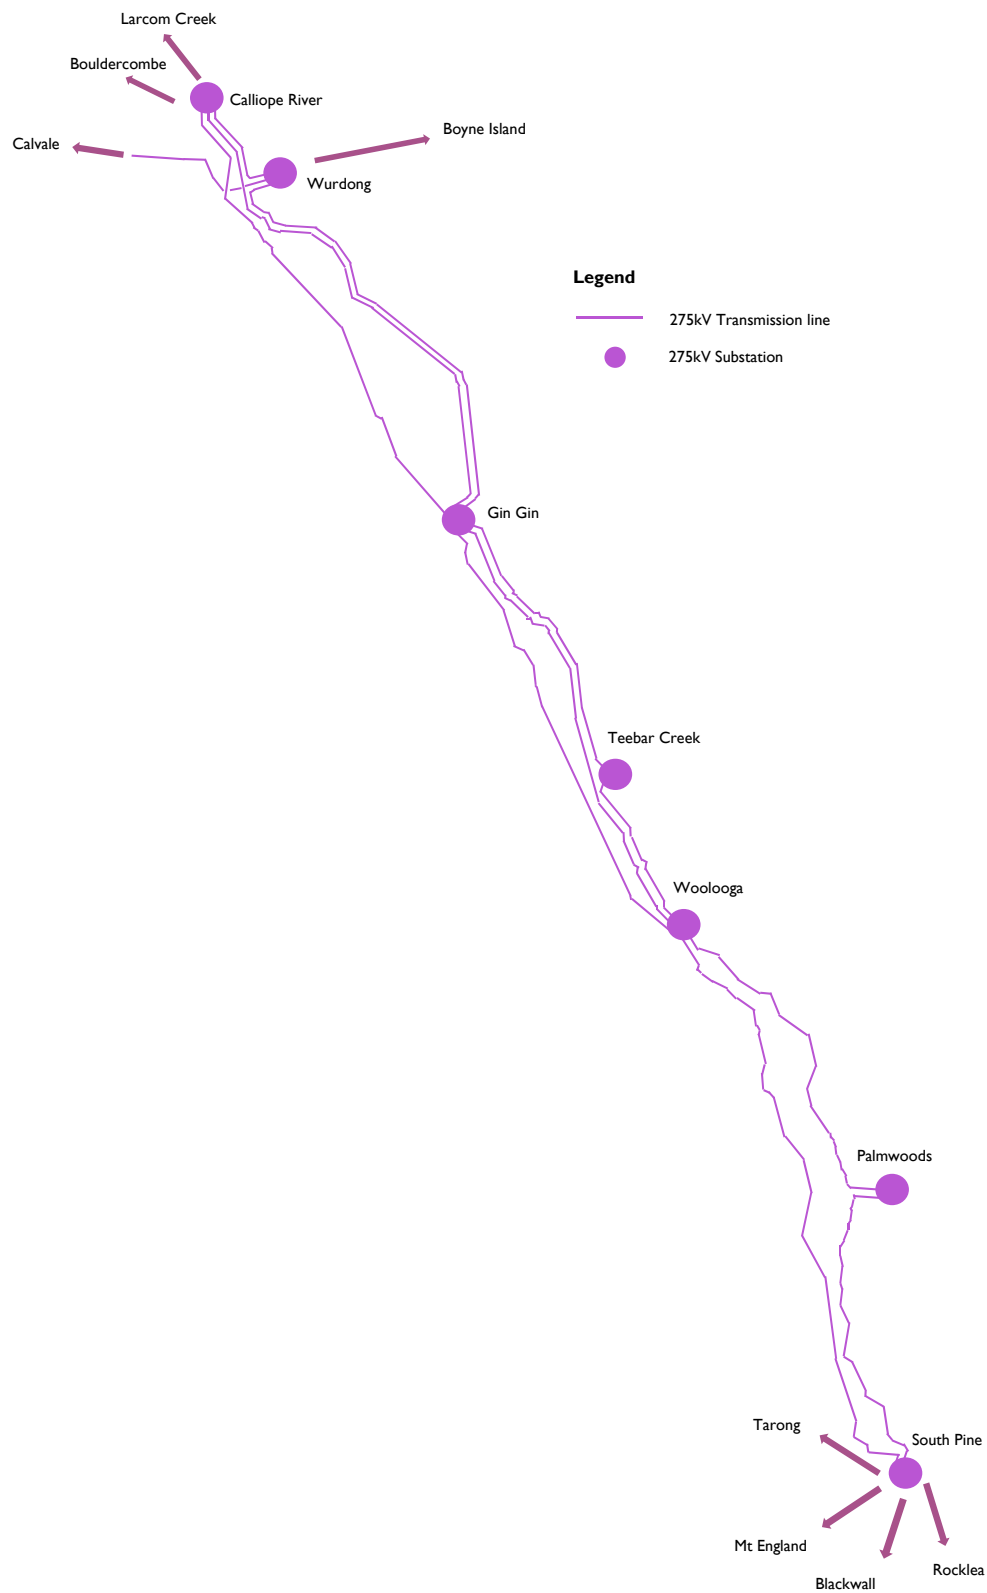 Larcom Creek
Bouldercombe
Calliope River
Boyne Island
Calvale
Wurdong
Legend
275kV Transmission line
275kV Substation
Gin Gin
Teebar Creek
Woolooga
Palmwoods
Tarong
South Pine
Mt England
Rocklea
Blackwall